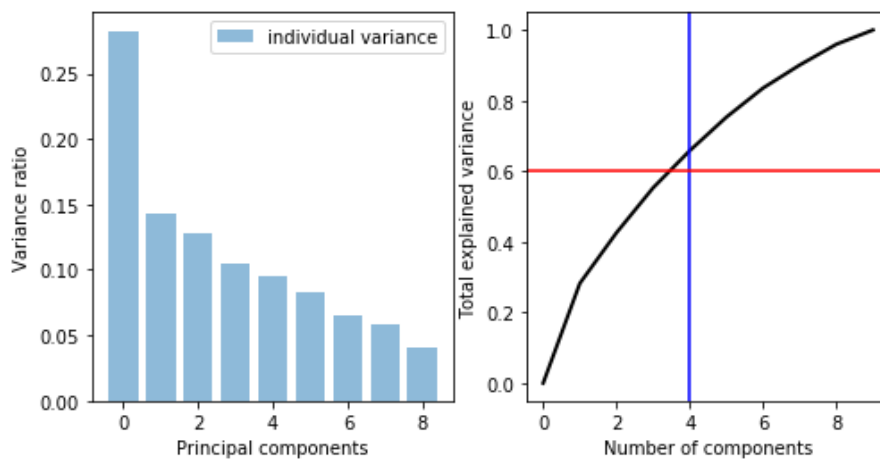 individual variance
0.25
0.20
0.15
0.10
0.05
0.00
Variance ratio
0 2 4 6 8
Principal components
1.0
0.8
0.6
0.4
0.2
0.0
Total explained variance
0 2 4 6 8
Number of components